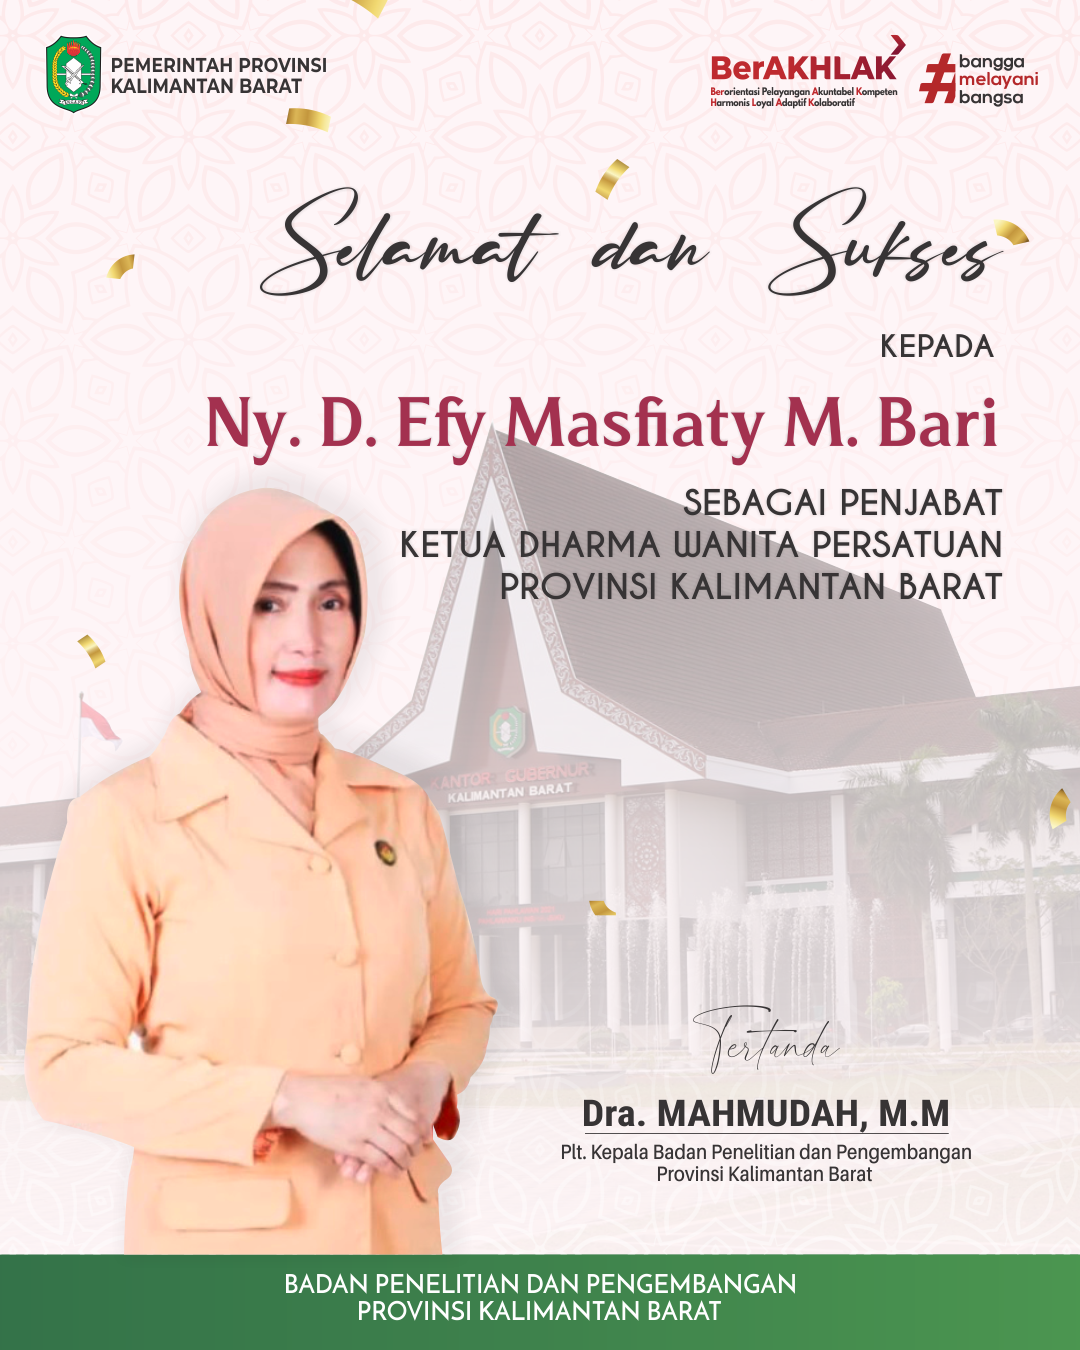 PEMERINTAH PROVINSI
KALIMANTAN BARAT
BerAKHLAK
Berorientasi Pelayangan Akuntabel Kompeten
Harmonis Loyal Adaptif Kolaboratif
#bangga
melayani
bangsa
Selamat dan Sukses
KEPADA
Ny. D. Efy Masfiaty M. Bari
SEBAGAI PENJABAT
KETUA DHARMA WANITA PERSATUAN
PROVINSI KALIMANTAN BARAT
KANTOR GUBERNUR
KALIMANTAN BARAT
Tertanda
Dra. MAHMUDAH, M.M
Plt. Kepala Badan Penelitian dan Pengembangan
Provinsi Kalimantan Barat
BADAN PENELITIAN DAN PENGEMBANGAN
PROVINSI KALIMANTAN BARAT